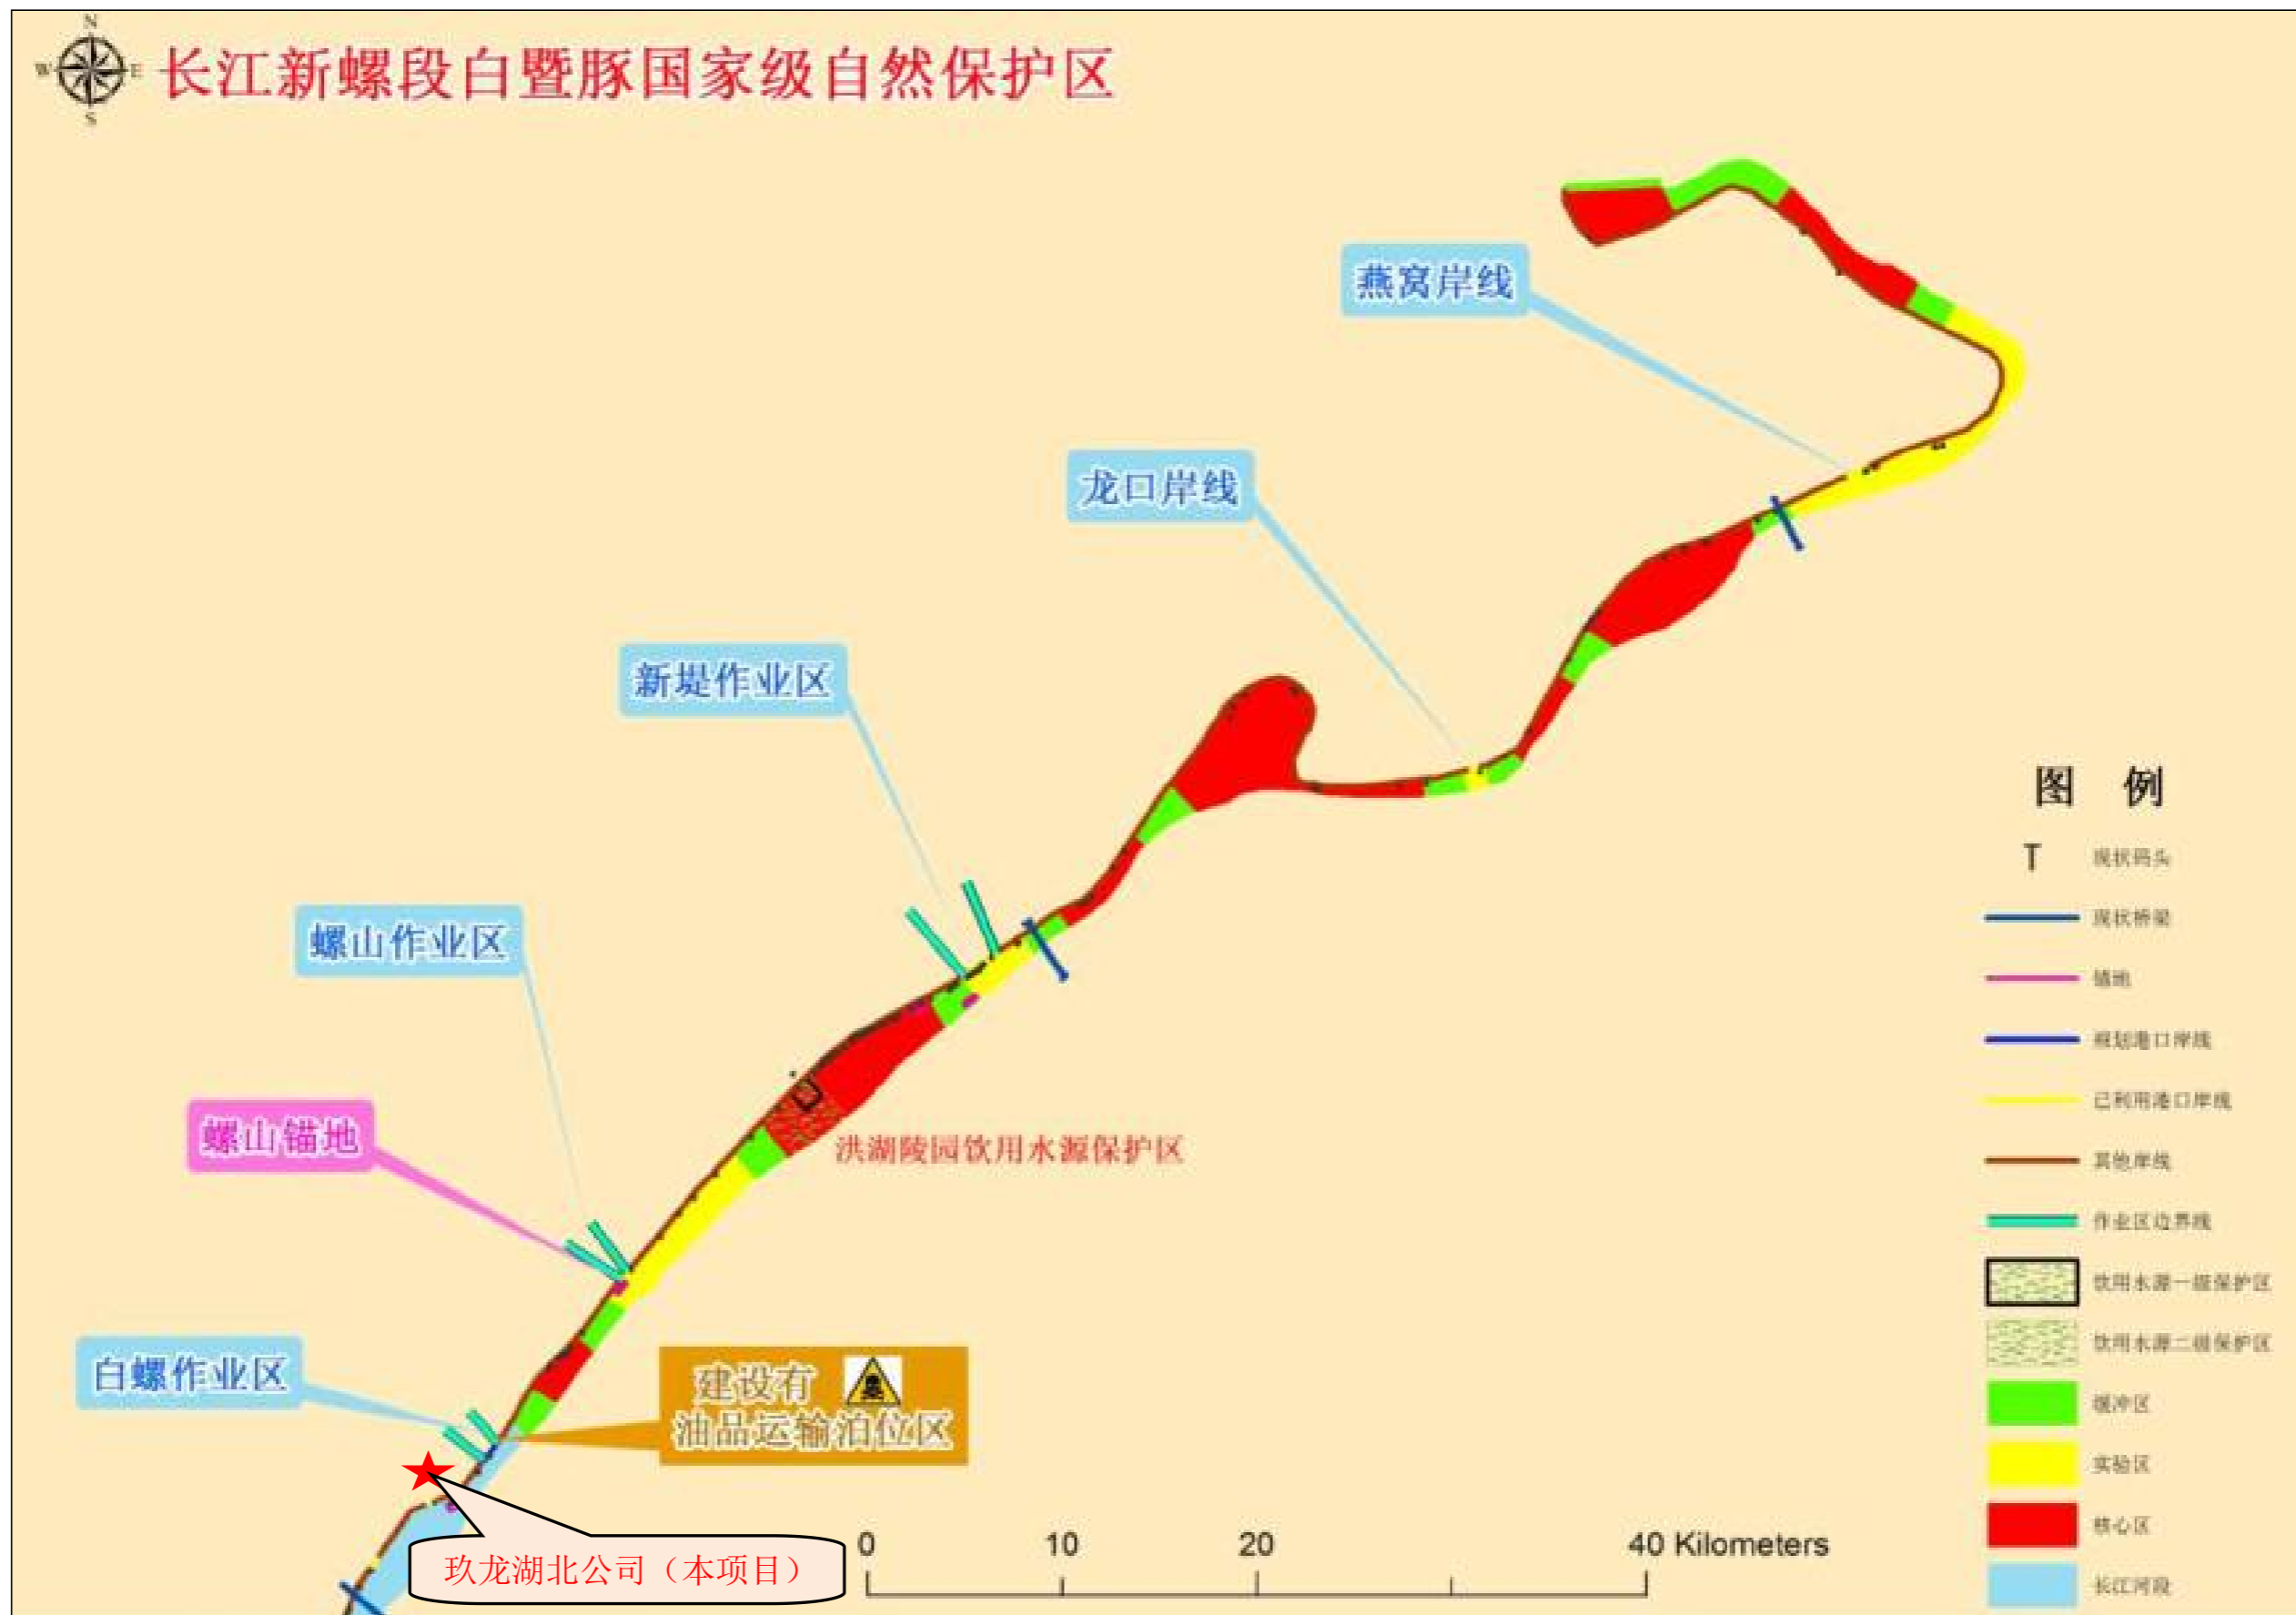 N
W
E
S
长江新螺段白暨豚国家级自然保护区
燕窝岸线
龙口岸线
新堤作业区
螺山作业区
螺山锚地
洪湖陵园饮用水源保护区
白螺作业区
建设有
油品运输泊位区
玖龙湖北公司（本项目）
0
10
20
40 Kilometers
图 例
T
现状码头
现状桥梁
锚地
规划港口岸线
已利用港口岸线
其他岸线
作业区边界线
饮用水源一级保护区
饮用水源二级保护区
缓冲区
实验区
核心区
长江河段